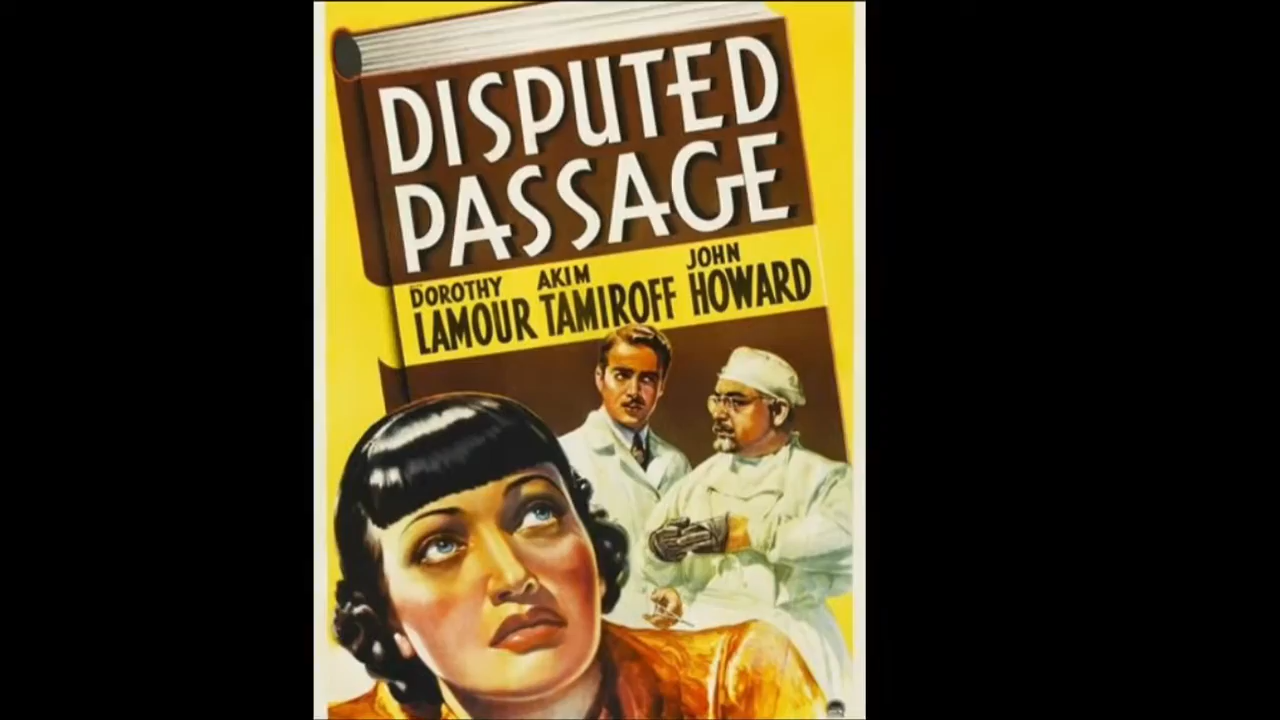 DISPUTED
PASSAGE
DOROTHY LAMOUR
AKIM TAMIROFF
JOHN HOWARD